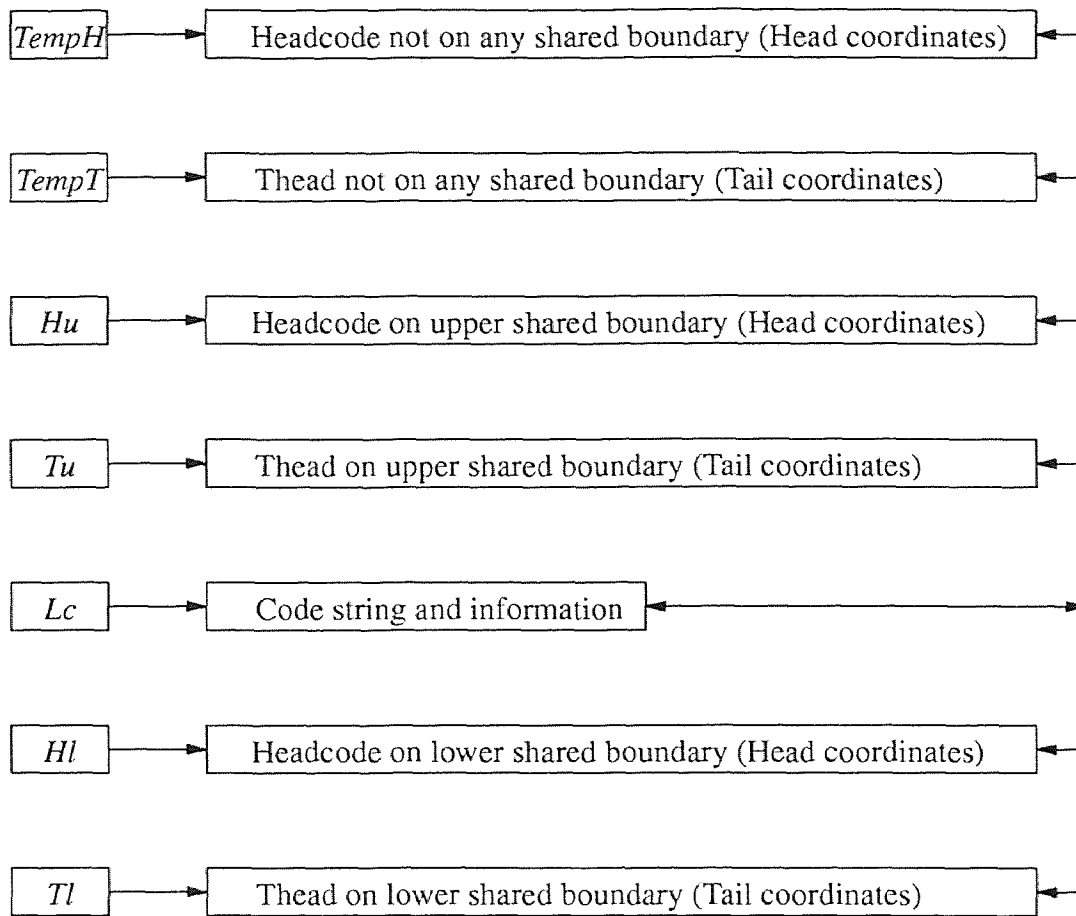 TempH Headcode not on any shared boundary (Head coordinates)
TempT Thead not on any shared boundary (Tail coordinates)
Hu Headcode on upper shared boundary (Head coordinates)
Tu Thead on upper shared boundary (Tail coordinates)
Lc Code string and information
Hl Headcode on lower shared boundary (Head coordinates)
Tl Thead on lower shared boundary (Tail coordinates)